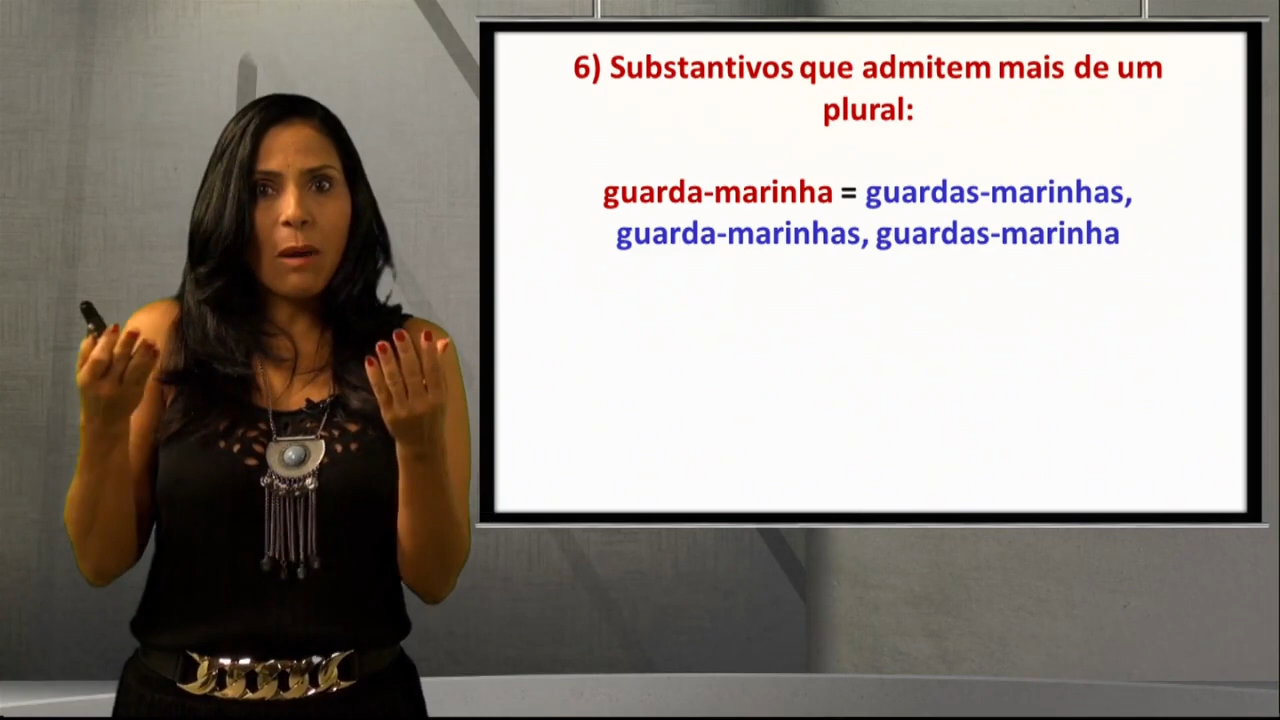 6) Substantivos que admitem mais de um
plural:
guarda-marinha = guardas-marinhas,
guarda-marinhas, guardas-marinha